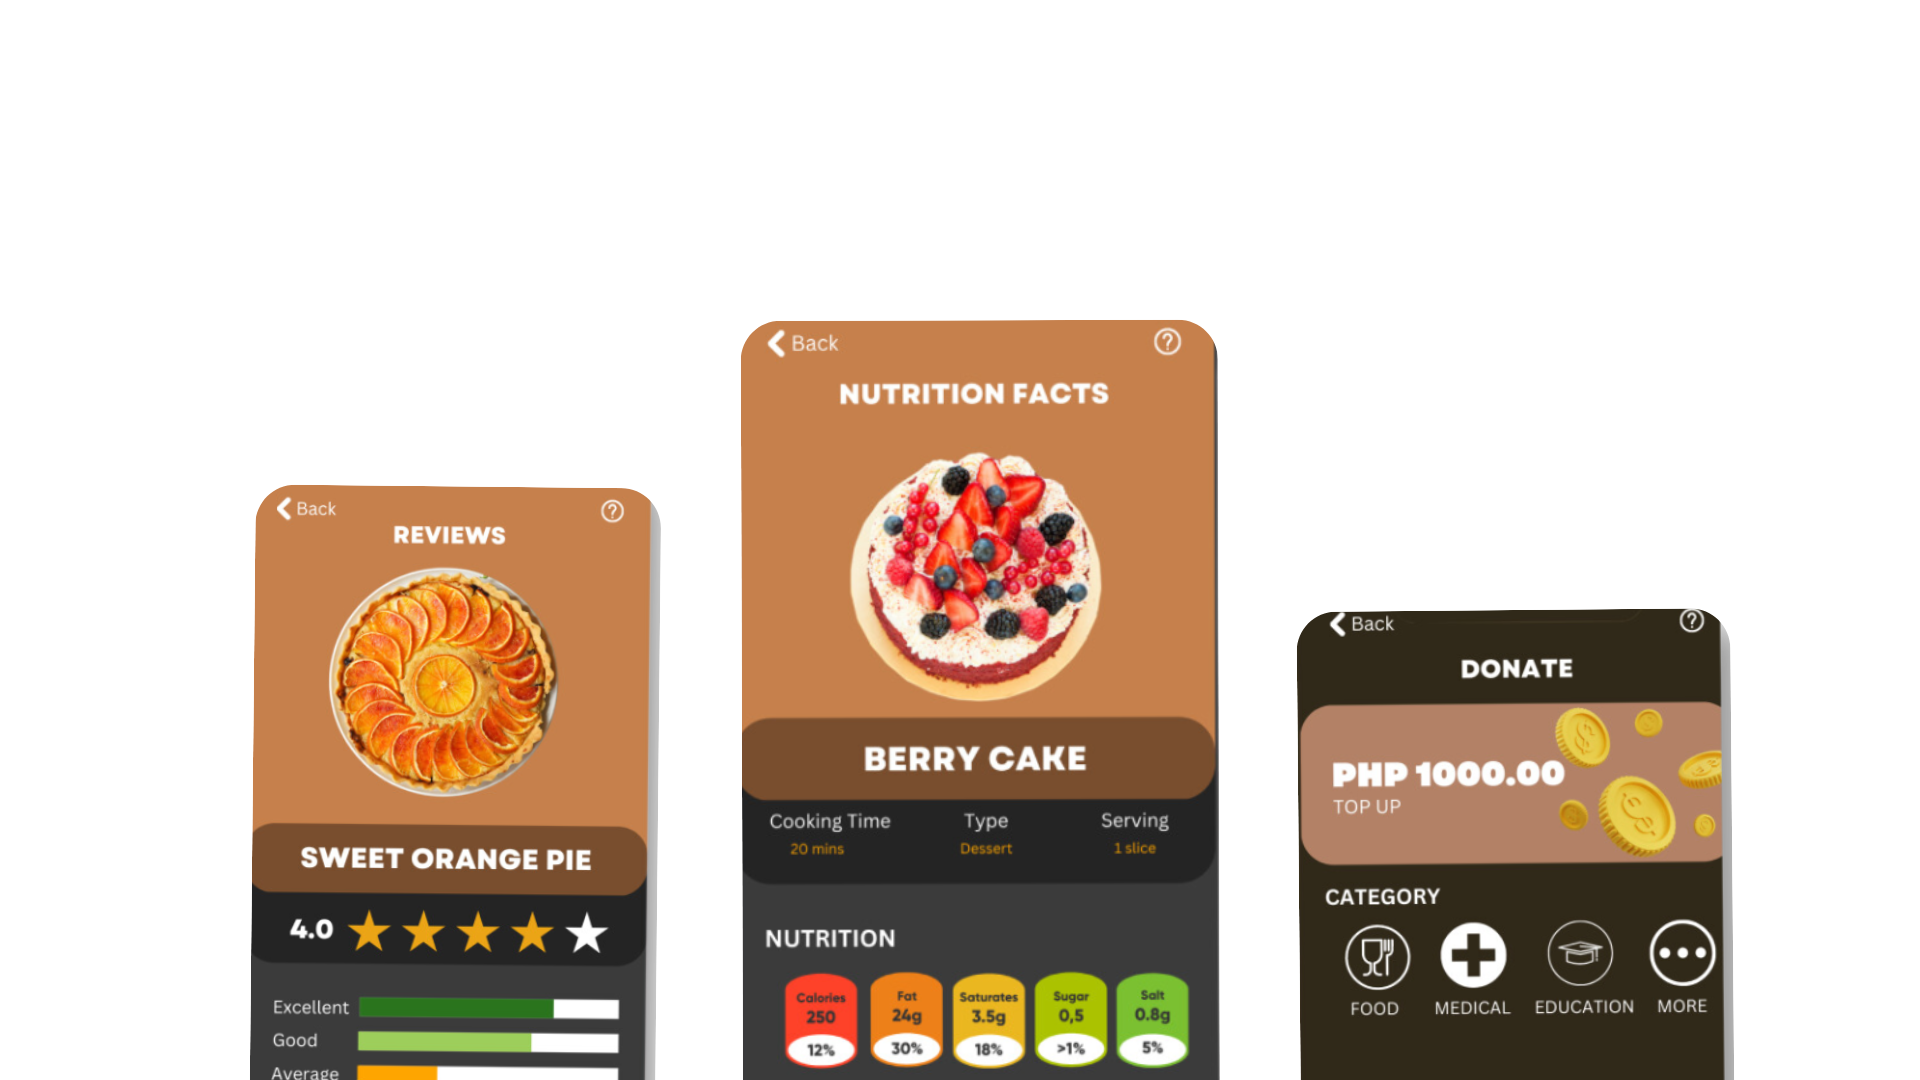 Back
REVIEWS
SWEET ORANGE PIE
4.0
Excellent
Good
Average
Back
NUTRITION FACTS
BERRY CAKE
Cooking Time Type Serving
20 mins Dessert 1 slice
NUTRITION
Calories Fat Saturates Sugar Salt
250 24g 3.5g 0,5 0.8g
12% 30% 18% >1% 5%
Back
DONATE
PHP 1000.00
TOP UP
CATEGORY
FOOD MEDICAL EDUCATION MORE